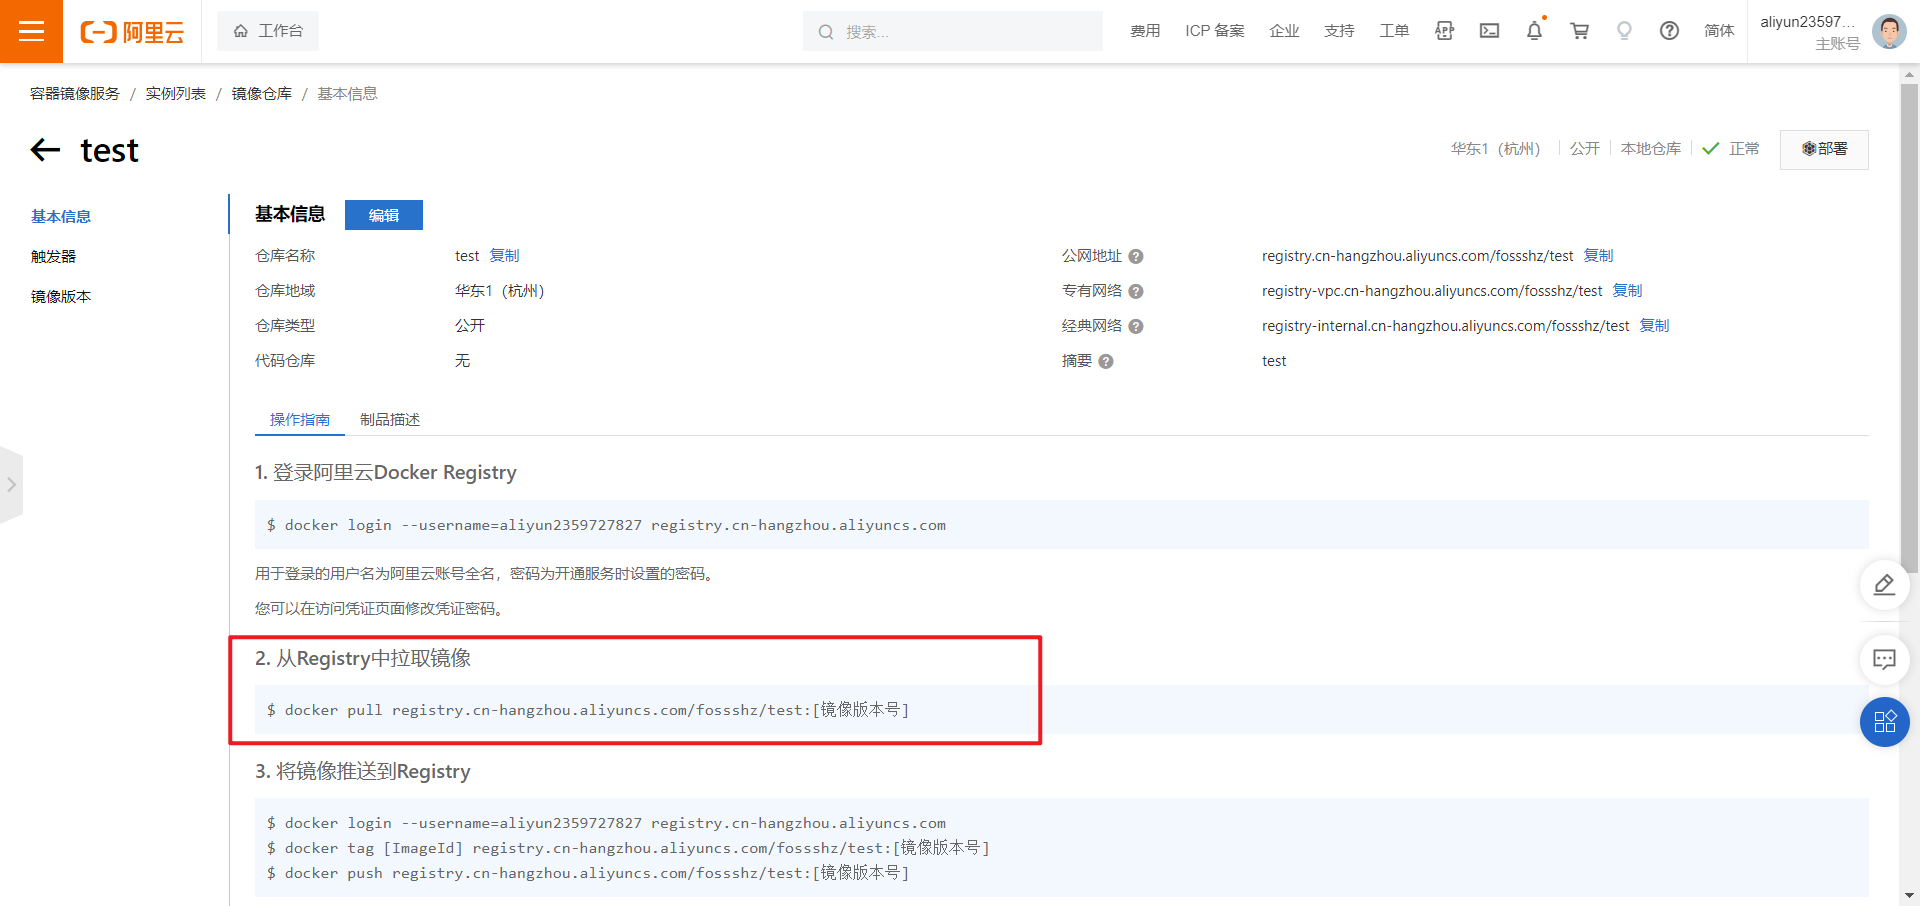 阿里云
工作台
搜索...
费用 ICP 备案 企业 支持 工单 APP 简体
aliyun23597...
主账号
容器镜像服务 / 实例列表 / 镜像仓库 / 基本信息
test
华东1（杭州） 公开 本地仓库 正常 部署
基本信息
触发器
镜像版本
基本信息 编辑
仓库名称 test 复制 公网地址 registry.cn-hangzhou.aliyuncs.com/fossshz/test 复制
仓库地域 华东1（杭州） 专有网络 registry-vpc.cn-hangzhou.aliyuncs.com/fossshz/test 复制
仓库类型 公开 经典网络 registry-internal.cn-hangzhou.aliyuncs.com/fossshz/test 复制
代码仓库 无 摘要 test
操作指南 制品描述
1. 登录阿里云Docker Registry
$ docker login --username=aliyun2359727827 registry.cn-hangzhou.aliyuncs.com
用于登录的用户名为阿里云账号全名，密码为开通服务时设置的密码。
您可以在访问凭证页面修改凭证密码。
2. 从Registry中拉取镜像
$ docker pull registry.cn-hangzhou.aliyuncs.com/fossshz/test:[镜像版本号]
3. 将镜像推送到Registry
$ docker login --username=aliyun2359727827 registry.cn-hangzhou.aliyuncs.com
$ docker tag [ImageId] registry.cn-hangzhou.aliyuncs.com/fossshz/test:[镜像版本号]
$ docker push registry.cn-hangzhou.aliyuncs.com/fossshz/test:[镜像版本号]